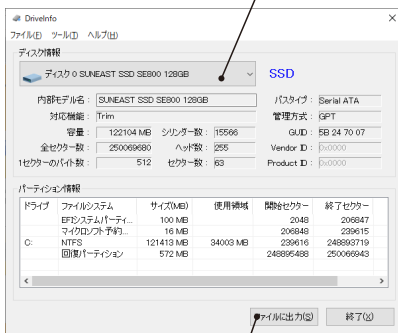 DriveInfo
ファイル(F) ツール(T) ヘルプ(H)
ディスク情報
ディスク 0 SUNEAST SSD SE800 128GB
SSD
内部モデル名： SUNEAST SSD SE800 128GB バスタイプ： Serial ATA
対応機能： Trim 管理方式： GPT
容量： 122104 MB シリンダー数： 15566 GUID： 5B 24 70 07
全セクター数： 250069680 ヘッド数： 255 Vendor ID： 0x0000
1セクターのバイト数： 512 セクター数： 63 Product ID： 0x0000
パーティション情報
ドライブ ファイルシステム サイズ(MB) 使用領域 開始セクター 終了セクター
EFIシステムパーティ... 100 MB 2048 206847
マイクロソフト予約... 16 MB 206848 239615
C: NTFS 121413 MB 34003 MB 239616 248893719
回復パーティション 572 MB 248895488 250066943
ファイルに出力(S) 終了(X)